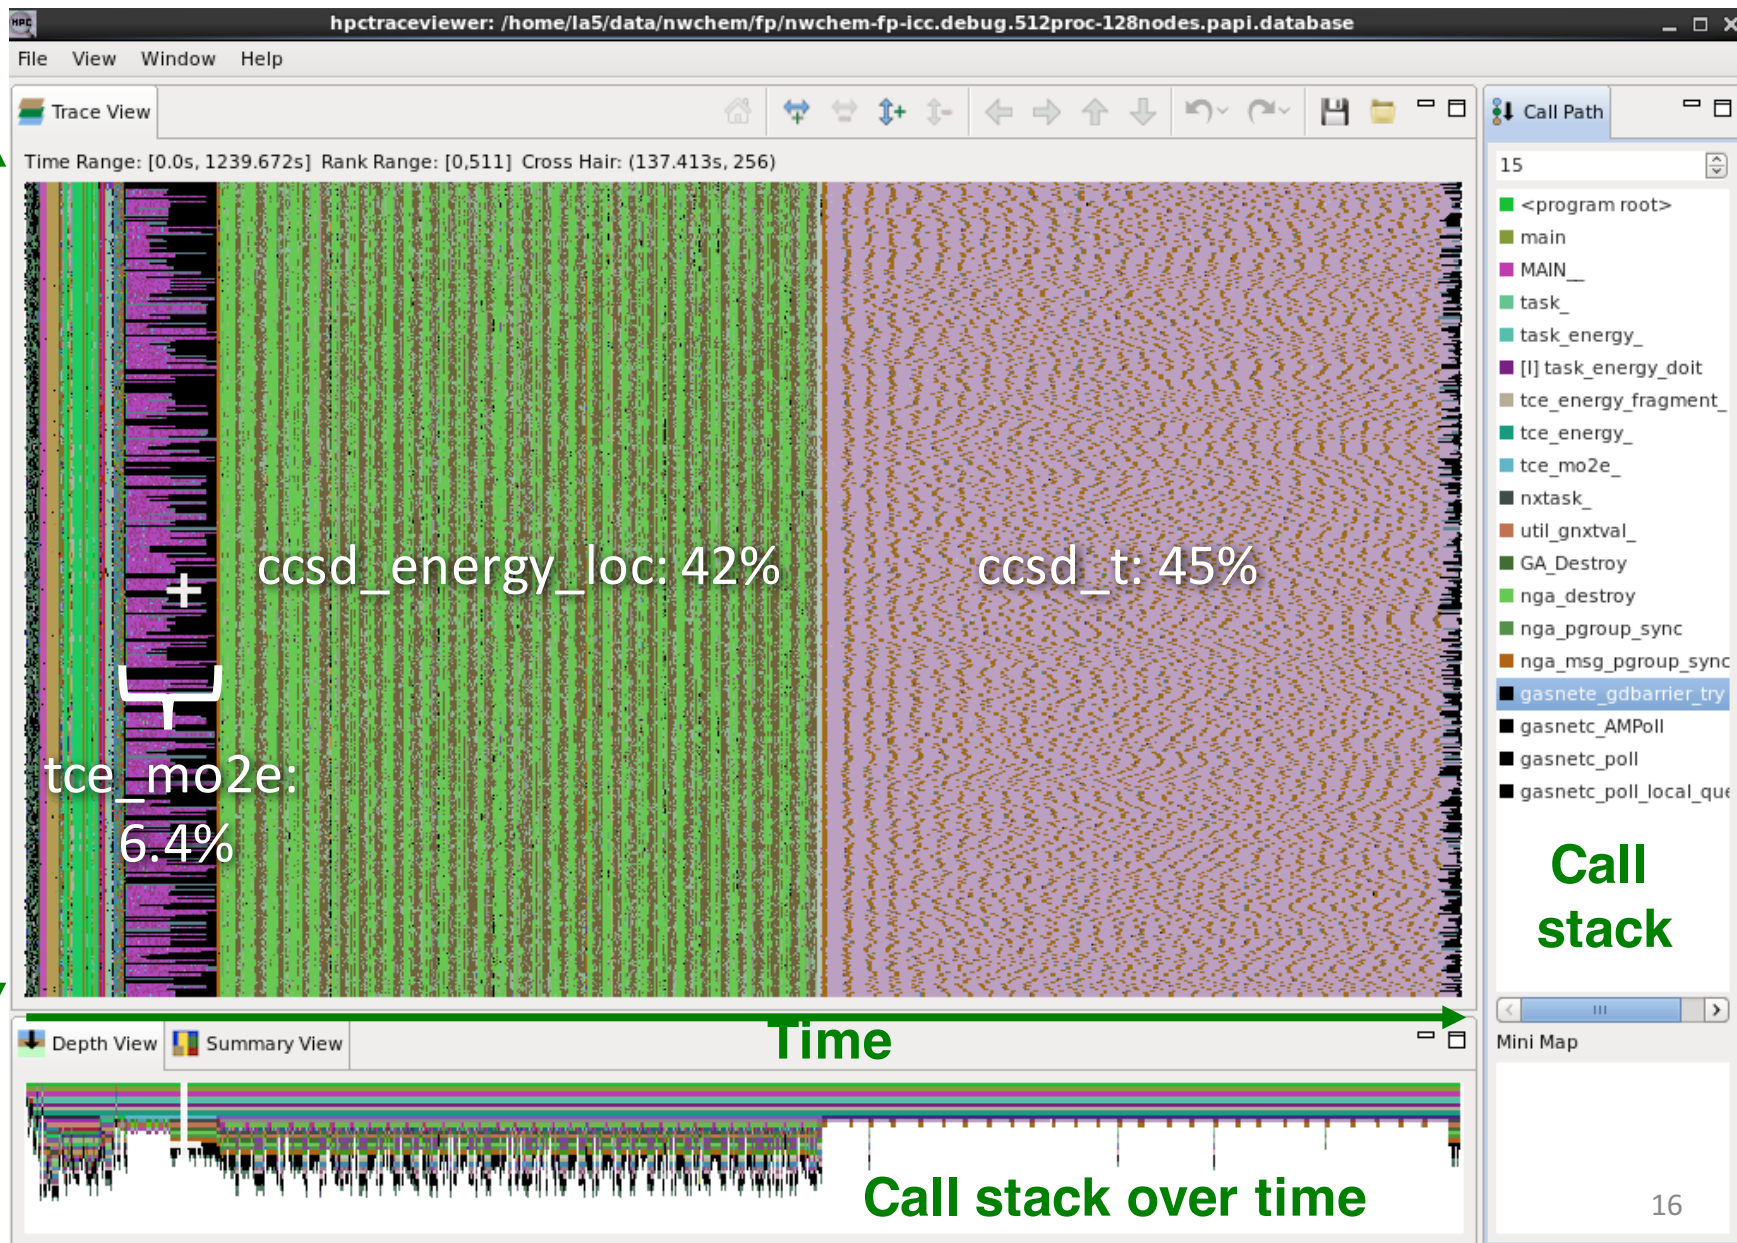 hpctraceviewer: /home/la5/data/nwchem/fp/nwchem-fp-icc.debug.512proc-128nodes.papi.database
File View Window Help
Trace View
Time Range: [0.0s, 1239.672s] Rank Range: [0,511] Cross Hair: (137.413s, 256)
ccsd_energy_loc: 42%
ccsd_t: 45%
tce_mo2e:
6.4%
Time
Call Path
15
<program root>
main
MAIN__
task_
task_energy_
[I] task_energy_doit
tce_energy_fragment_
tce_energy_
tce_mo2e_
nxtask_
util_gnxtval_
GA_Destroy
nga_destroy
nga_pgroup_sync
nga_msg_pgroup_sync
gasnete_gdbarrier_try
gasnetc_AMPoll
gasnetc_poll
gasnetc_poll_local_que
Call
stack
Mini Map
Depth View Summary View
Call stack over time
16